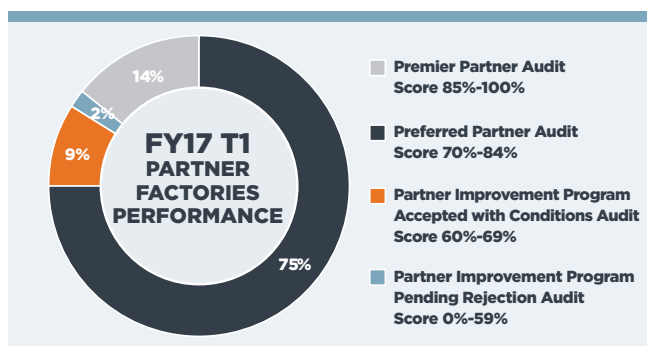 14%
2%
9%
75%
FY17 T1
PARTNER
FACTORIES
PERFORMANCE
Premier Partner Audit
Score 85%-100%
Preferred Partner Audit
Score 70%-84%
Partner Improvement Program
Accepted with Conditions Audit
Score 60%-69%
Partner Improvement Program
Pending Rejection Audit
Score 0%-59%